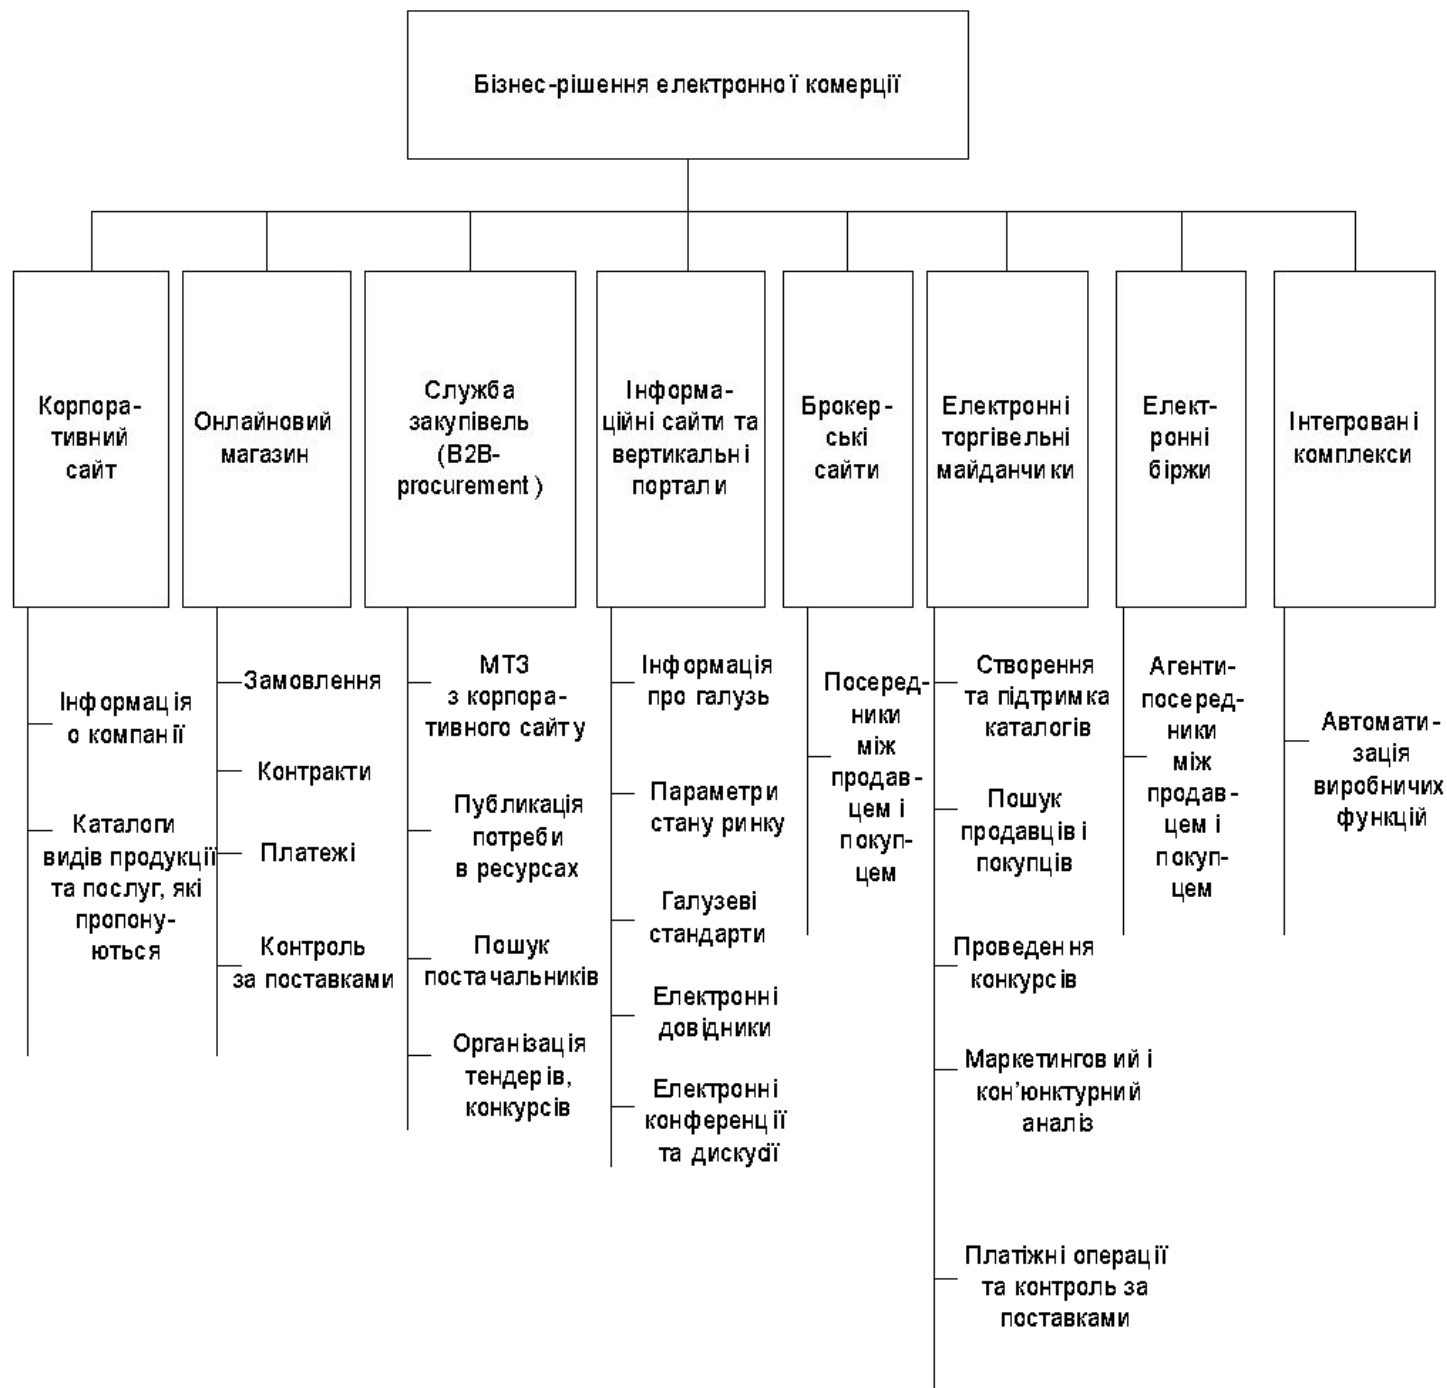 Бізнес-рішення електронної комерції
Корпора-
тивний
сайт
Онлайновий
магазин
Служба
закупівель
(B2B-
procurement)
Інформа-
ційні сайти та
вертикальні
портали
Брокер-
ські
сайти
Електронні
торгівельні
майданчики
Елект-
ронні
біржи
Інтегровані
комплекси
Інформація
о компанії
Каталоги
видів продукції
та послуг, які
пропону-
ються
Замовлення
Контракти
Платежі
Контроль
за поставками
МТЗ
з корпора-
тивного сайту
Публикація
потреби
в ресурсах
Пошук
постачальників
Організація
тендерів,
конкурсів
Інформація
про галузь
Параметри
стану ринку
Галузеві
стандарти
Електронні
довідники
Електронні
конференції
та дискусії
Посеред-
ники
між
продав-
цем і
покуп-
цем
Створення
та підтримка
каталогів
Пошук
продавців і
покупців
Проведення
конкурсів
Маркетинговий і
кон’юнктурний
аналіз
Платіжні операції
та контроль за
поставками
Агенти-
посеред-
ники
між
продав-
цем і
покуп-
цем
Автомати-
зація
виробничих
функцій